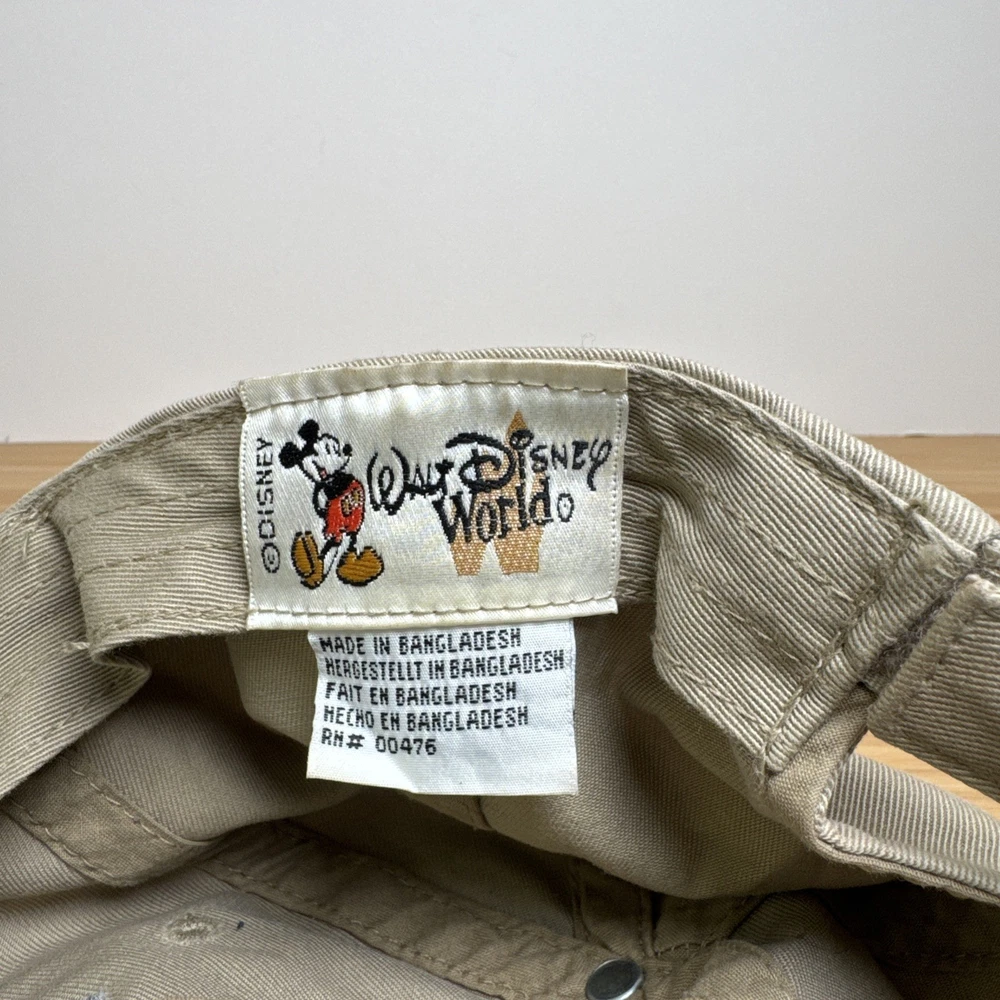 ©DISNEY
Walt Disney
World®
MADE IN BANGLADESH
HERGESTELLT IN BANGLADESH
FAIT EN BANGLADESH
HECHO EN BANGLADESH
RN# 00476